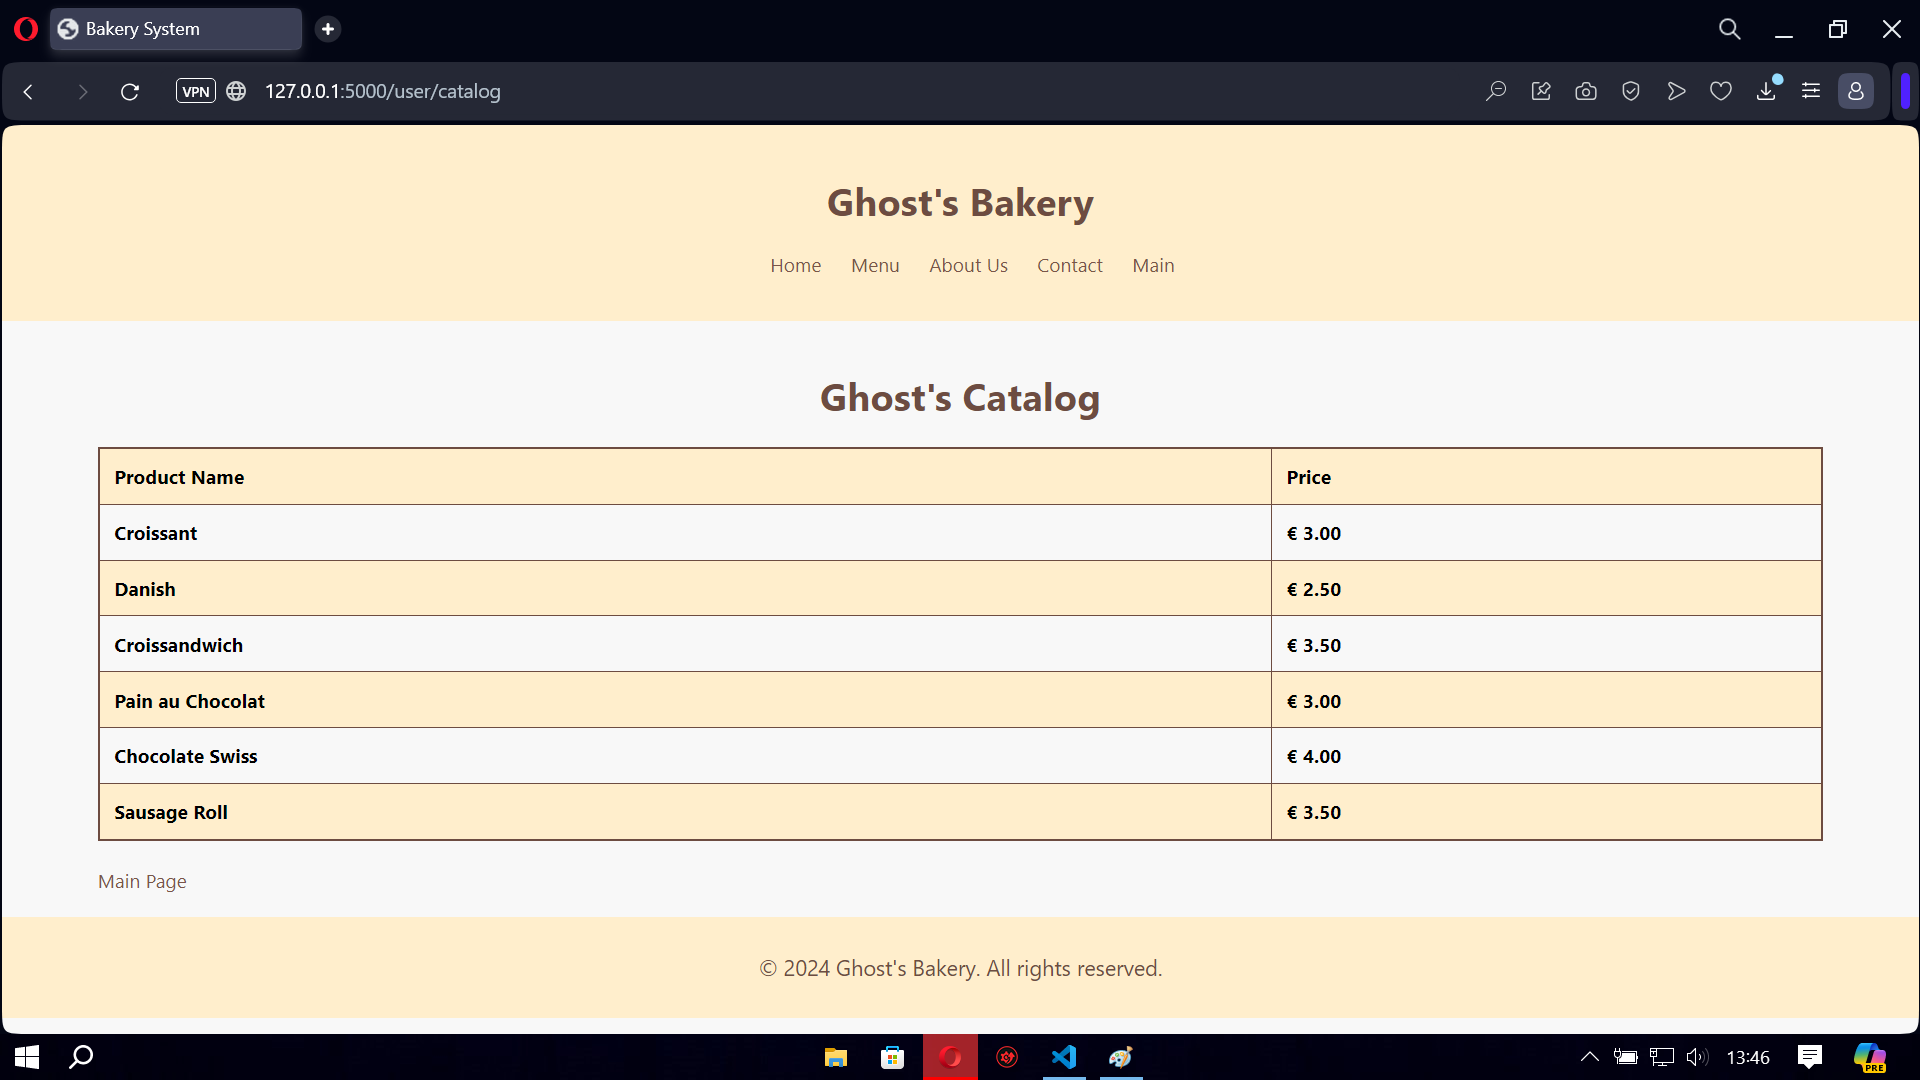 Bakery System
VPN 127.0.0.1:5000/user/catalog
Ghost's Bakery
Home Menu About Us Contact Main
Ghost's Catalog
Product Name Price
Croissant € 3.00
Danish € 2.50
Croissandwich € 3.50
Pain au Chocolat € 3.00
Chocolate Swiss € 4.00
Sausage Roll € 3.50
Main Page
© 2024 Ghost's Bakery. All rights reserved.
13:46
PRE